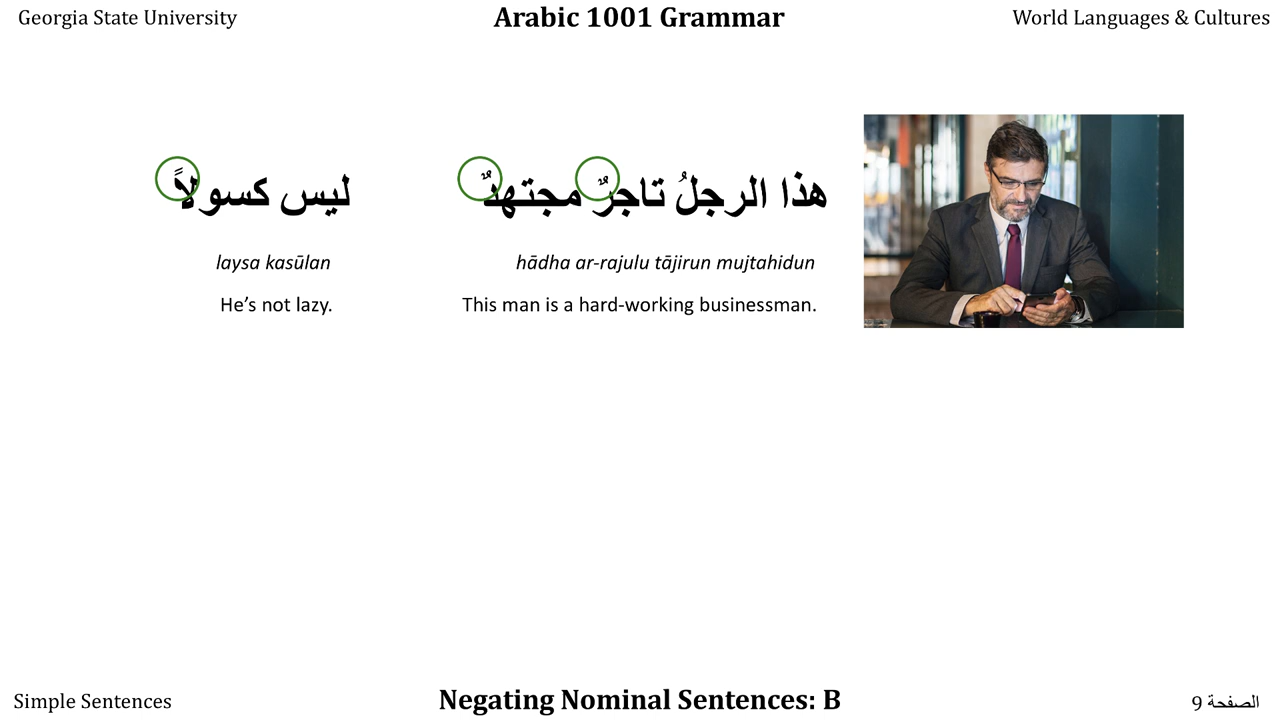 Georgia State University
Arabic 1001 Grammar
World Languages & Cultures
هذا الرجلُ تاجرٌ مجتهدٌ
hādha ar-rajulu tājirun mujtahidun
This man is a hard-working businessman.
ليس كسولاً
laysa kasūlan
He’s not lazy.
Simple Sentences
Negating Nominal Sentences: B
الصفحة 9